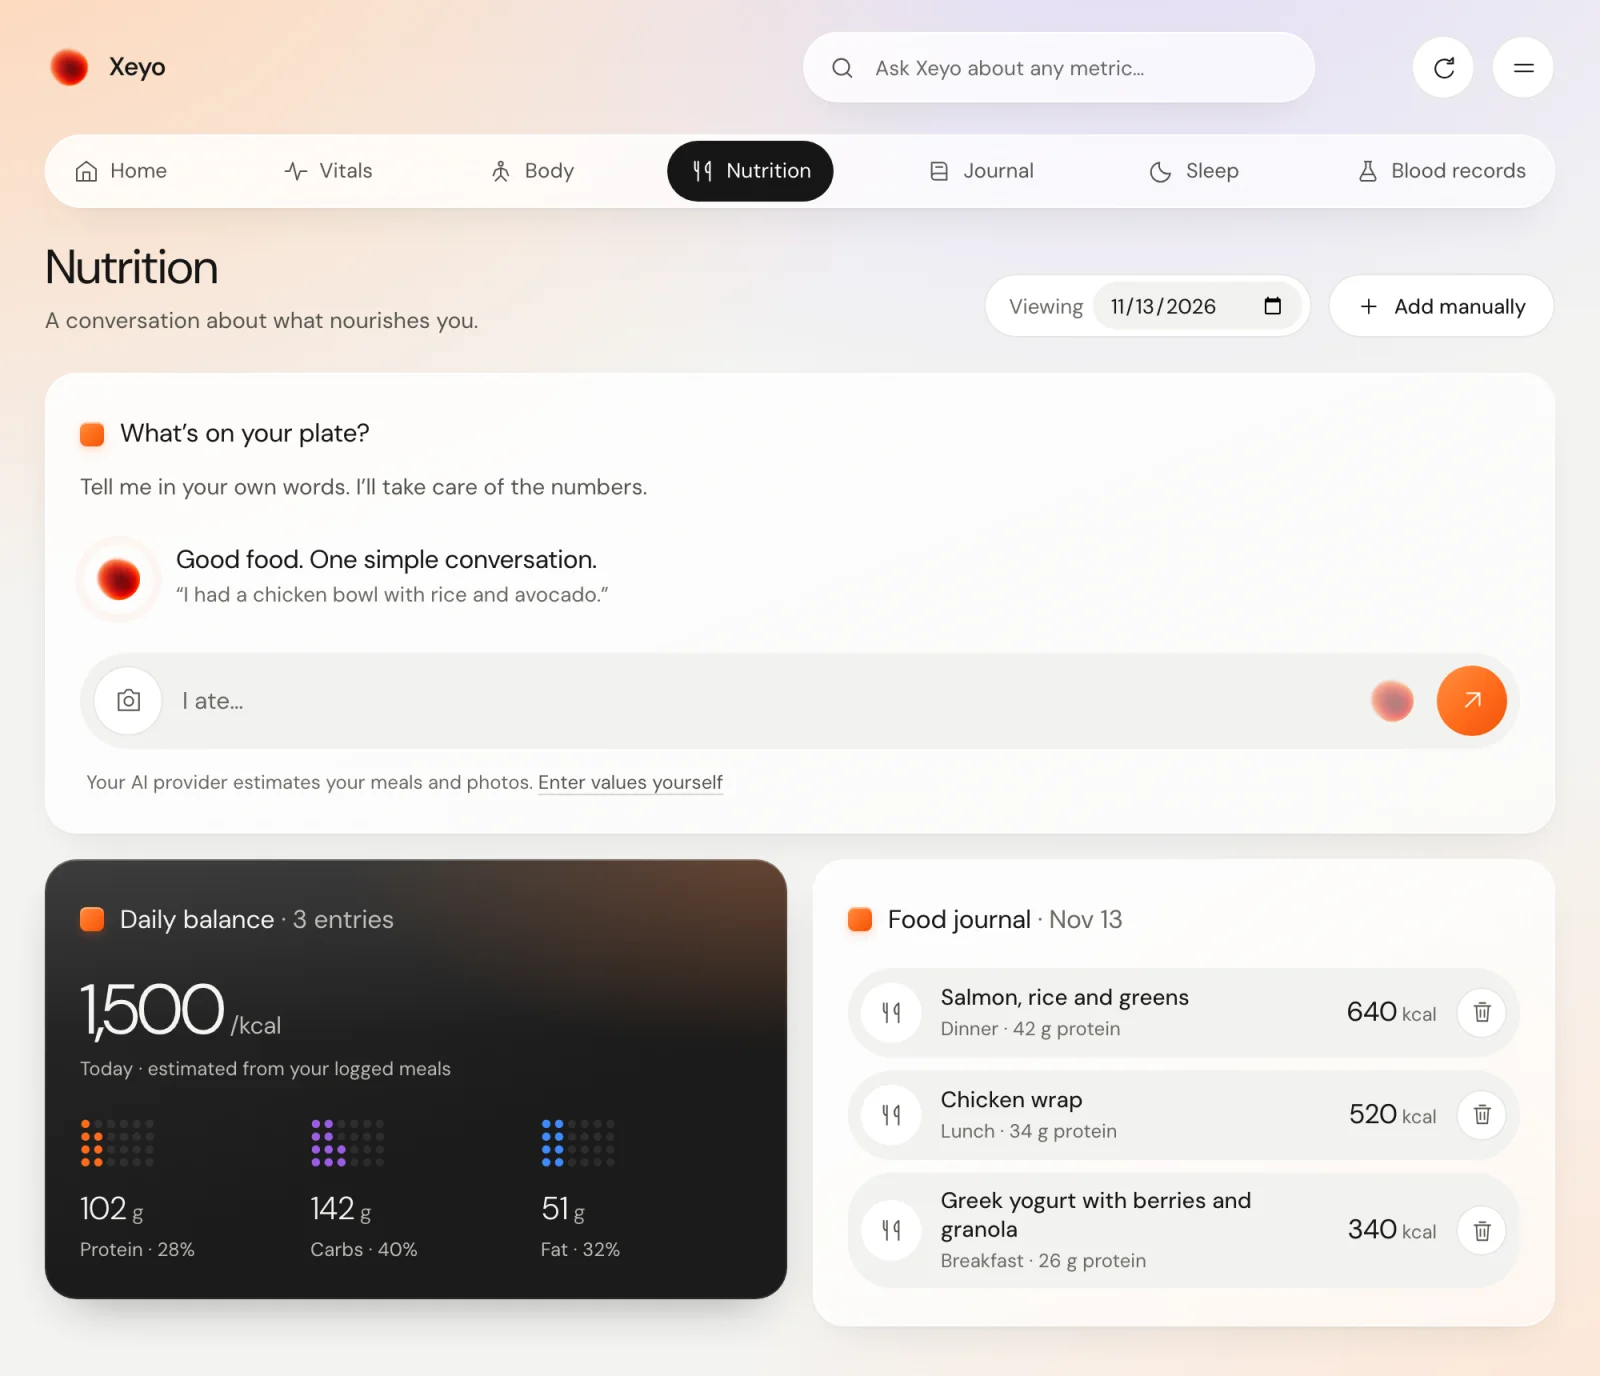 Xeyo
Ask Xeyo about any metric...
Home
Vitals
Body
Nutrition
Journal
Sleep
Blood records
Nutrition
A conversation about what nourishes you.
Viewing 11/13/2026
Add manually
What’s on your plate?
Tell me in your own words. I’ll take care of the numbers.
Good food. One simple conversation.
“I had a chicken bowl with rice and avocado.”
I ate...
Your AI provider estimates your meals and photos. Enter values yourself
Daily balance · 3 entries
1,500 /kcal
Today · estimated from your logged meals
102 g
Protein · 28%
142 g
Carbs · 40%
51 g
Fat · 32%
Food journal · Nov 13
Salmon, rice and greens
Dinner · 42 g protein
640 kcal
Chicken wrap
Lunch · 34 g protein
520 kcal
Greek yogurt with berries and
granola
Breakfast · 26 g protein
340 kcal